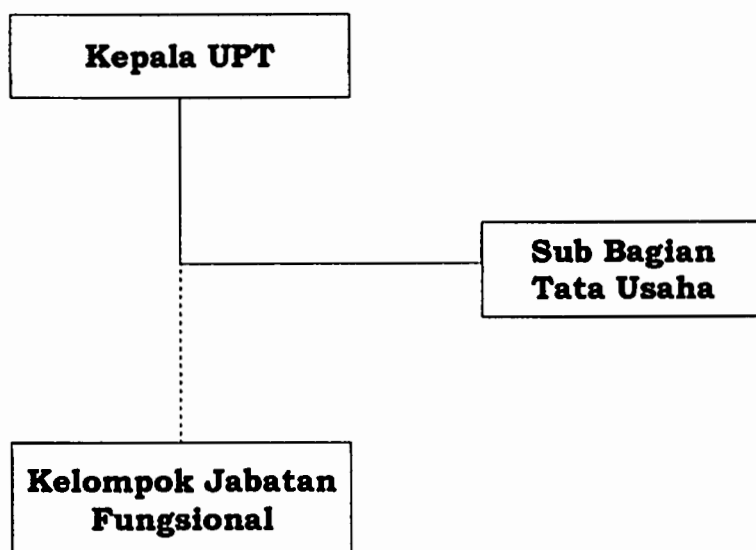 Kepala UPT
Sub Bagian
Tata Usaha
Kelompok Jabatan
Fungsional